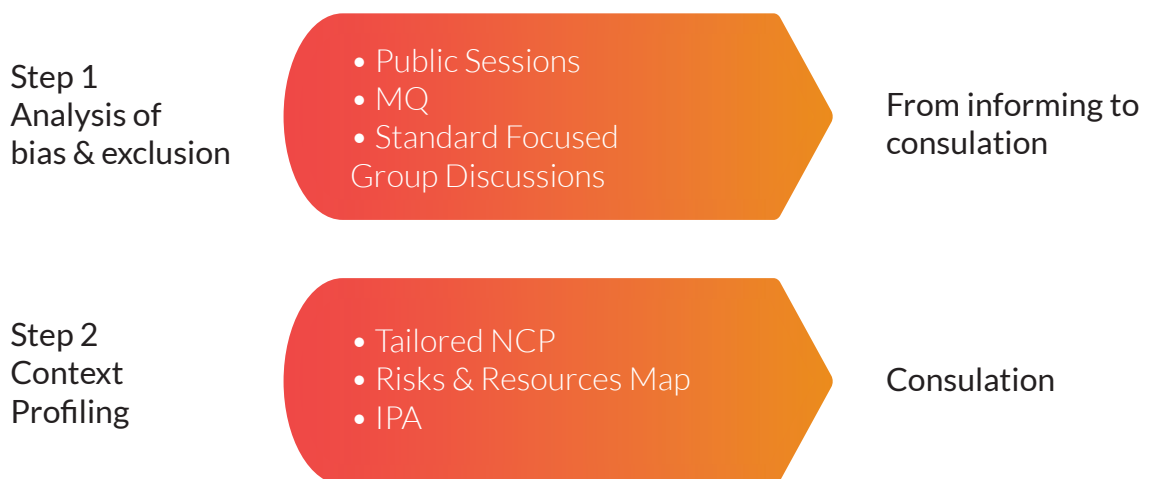 Step 1
Analysis of
bias & exclusion
• Public Sessions
• MQ
• Standard Focused
Group Discussions
From informing to
consulation
Step 2
Context
Profiling
• Tailored NCP
• Risks & Resources Map
• IPA
Consulation